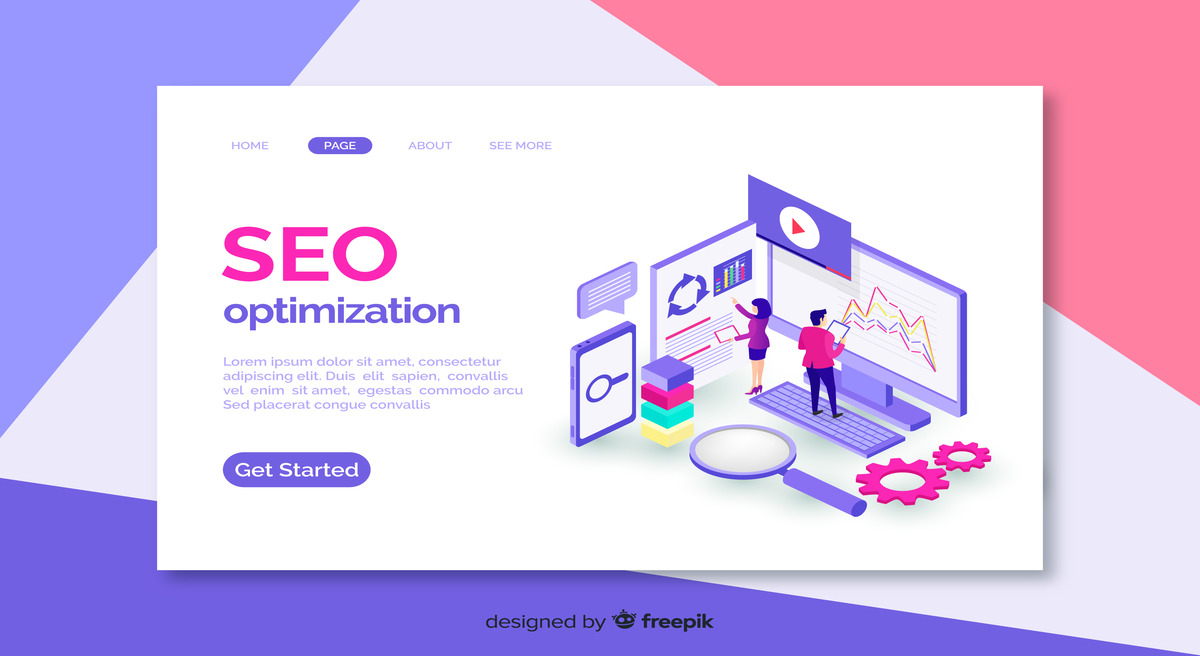 HOME PAGE ABOUT SEE MORE
SEO
optimization
Lorem ipsum dolor sit amet, consectetur
adipiscing elit. Duis elit sapien, convallis
vel enim sit amet, egestas commodo arcu
Sed placerat congue convallis
Get Started
designed by freepik